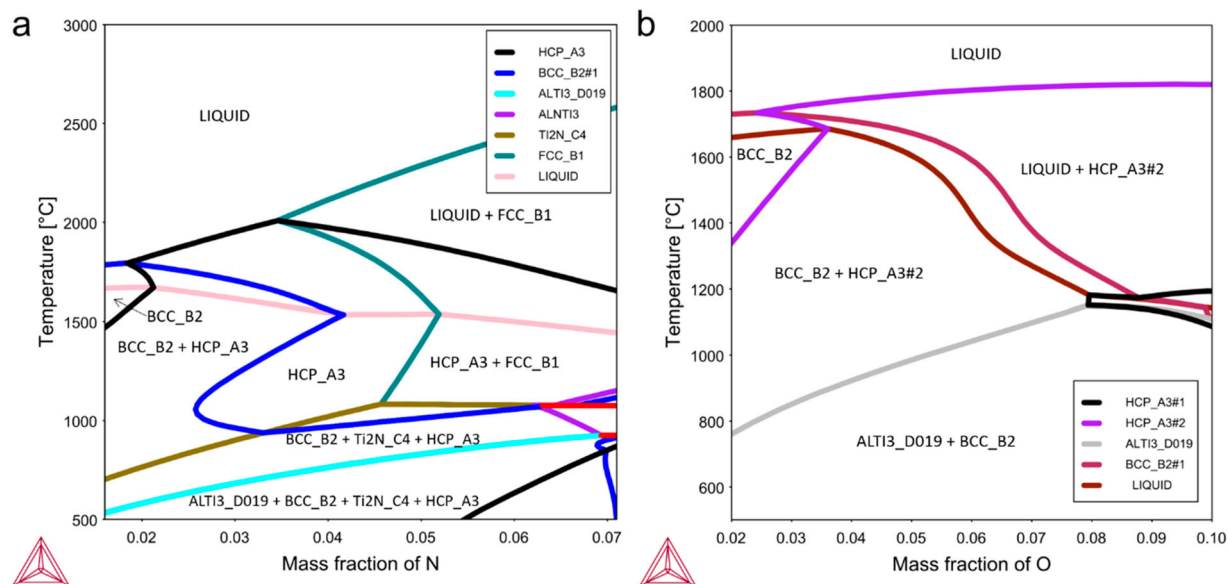 a
3000
2500
2000
1500
1000
500
Temperature [°C]
0.02
0.03
0.04
0.05
0.06
0.07
Mass fraction of N
HCP_A3
BCC_B2#1
ALTI3_D019
ALNTI3
TI2N_C4
FCC_B1
LIQUID
LIQUID
LIQUID + FCC_B1
BCC_B2
BCC_B2 + HCP_A3
HCP_A3
HCP_A3 + FCC_B1
BCC_B2 + Ti2N_C4 + HCP_A3
ALTI3_D019 + BCC_B2 + Ti2N_C4 + HCP_A3
b
2000
1800
1600
1400
1200
1000
800
600
Temperature [°C]
0.02
0.03
0.04
0.05
0.06
0.07
0.08
0.09
0.10
Mass fraction of O
LIQUID
BCC_B2
LIQUID + HCP_A3#2
BCC_B2 + HCP_A3#2
ALTI3_D019 + BCC_B2
HCP_A3#1
HCP_A3#2
ALTI3_D019
BCC_B2#1
LIQUID